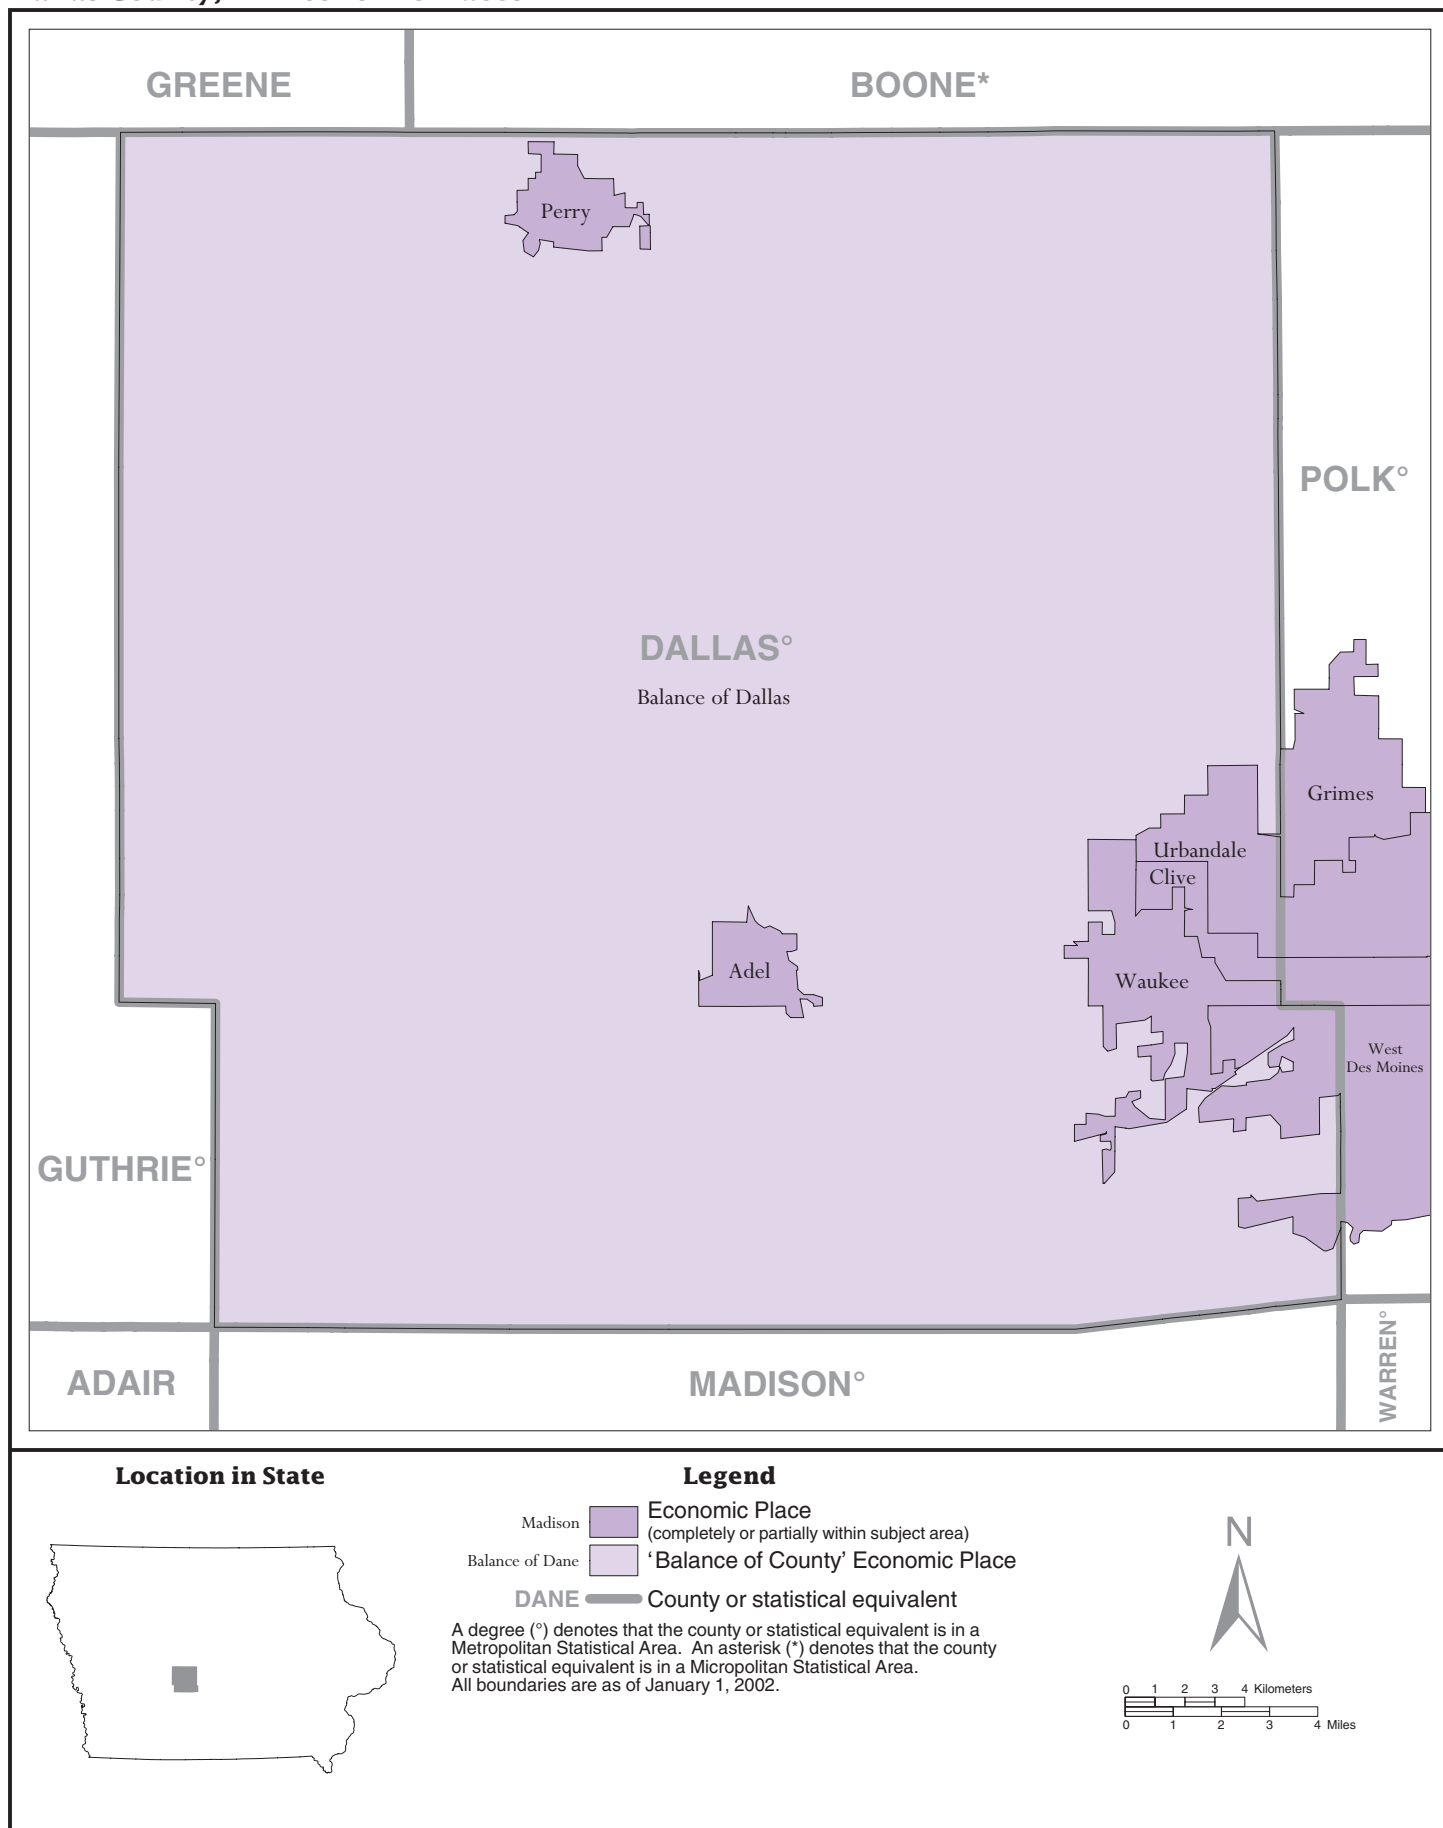 GREENE
BOONE*
Perry
POLK°
DALLAS°
Balance of Dallas
Grimes
Urbandale
Clive
Adel
Waukee
West
Des Moines
GUTHRIE°
WARREN°
ADAIR
MADISON°
Location in State
Legend
Madison
Economic Place
(completely or partially within subject area)
Balance of Dane
‘Balance of County’ Economic Place
DANE
County or statistical equivalent
A degree (°) denotes that the county or statistical equivalent is in a
Metropolitan Statistical Area. An asterisk (*) denotes that the county
or statistical equivalent is in a Micropolitan Statistical Area.
All boundaries are as of January 1, 2002.
N
0 1 2 3 4 Kilometers
0 1 2 3 4 Miles